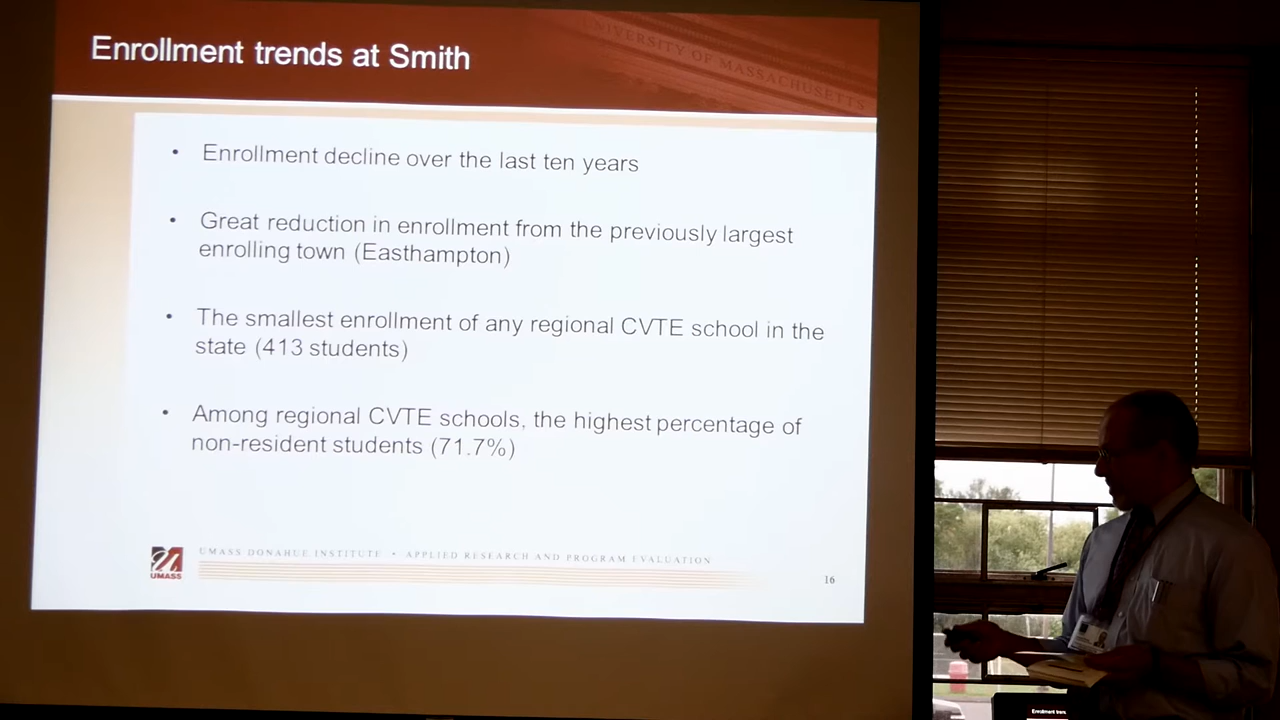 UNIVERSITY OF MASSACHUSETTS
Enrollment trends at Smith
• Enrollment decline over the last ten years
• Great reduction in enrollment from the previously largest
enrolling town (Easthampton)
• The smallest enrollment of any regional CVTE school in the
state (413 students)
• Among regional CVTE schools, the highest percentage of
non-resident students (71.7%)
UMASS
UMASS DONAHUE INSTITUTE • APPLIED RESEARCH AND PROGRAM EVALUATION
16
Enrollment tren